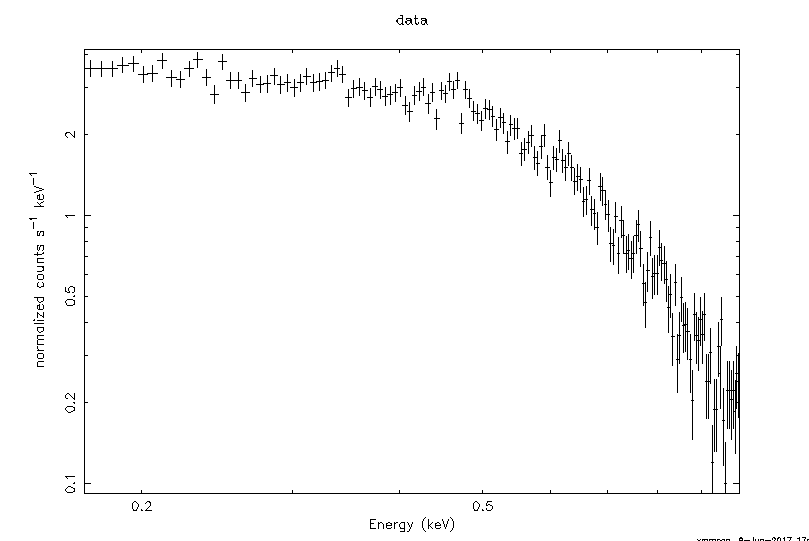 data
2
1
0.5
0.2
0.1
normalized counts s⁻¹ keV⁻¹
0.2
0.5
Energy (keV)